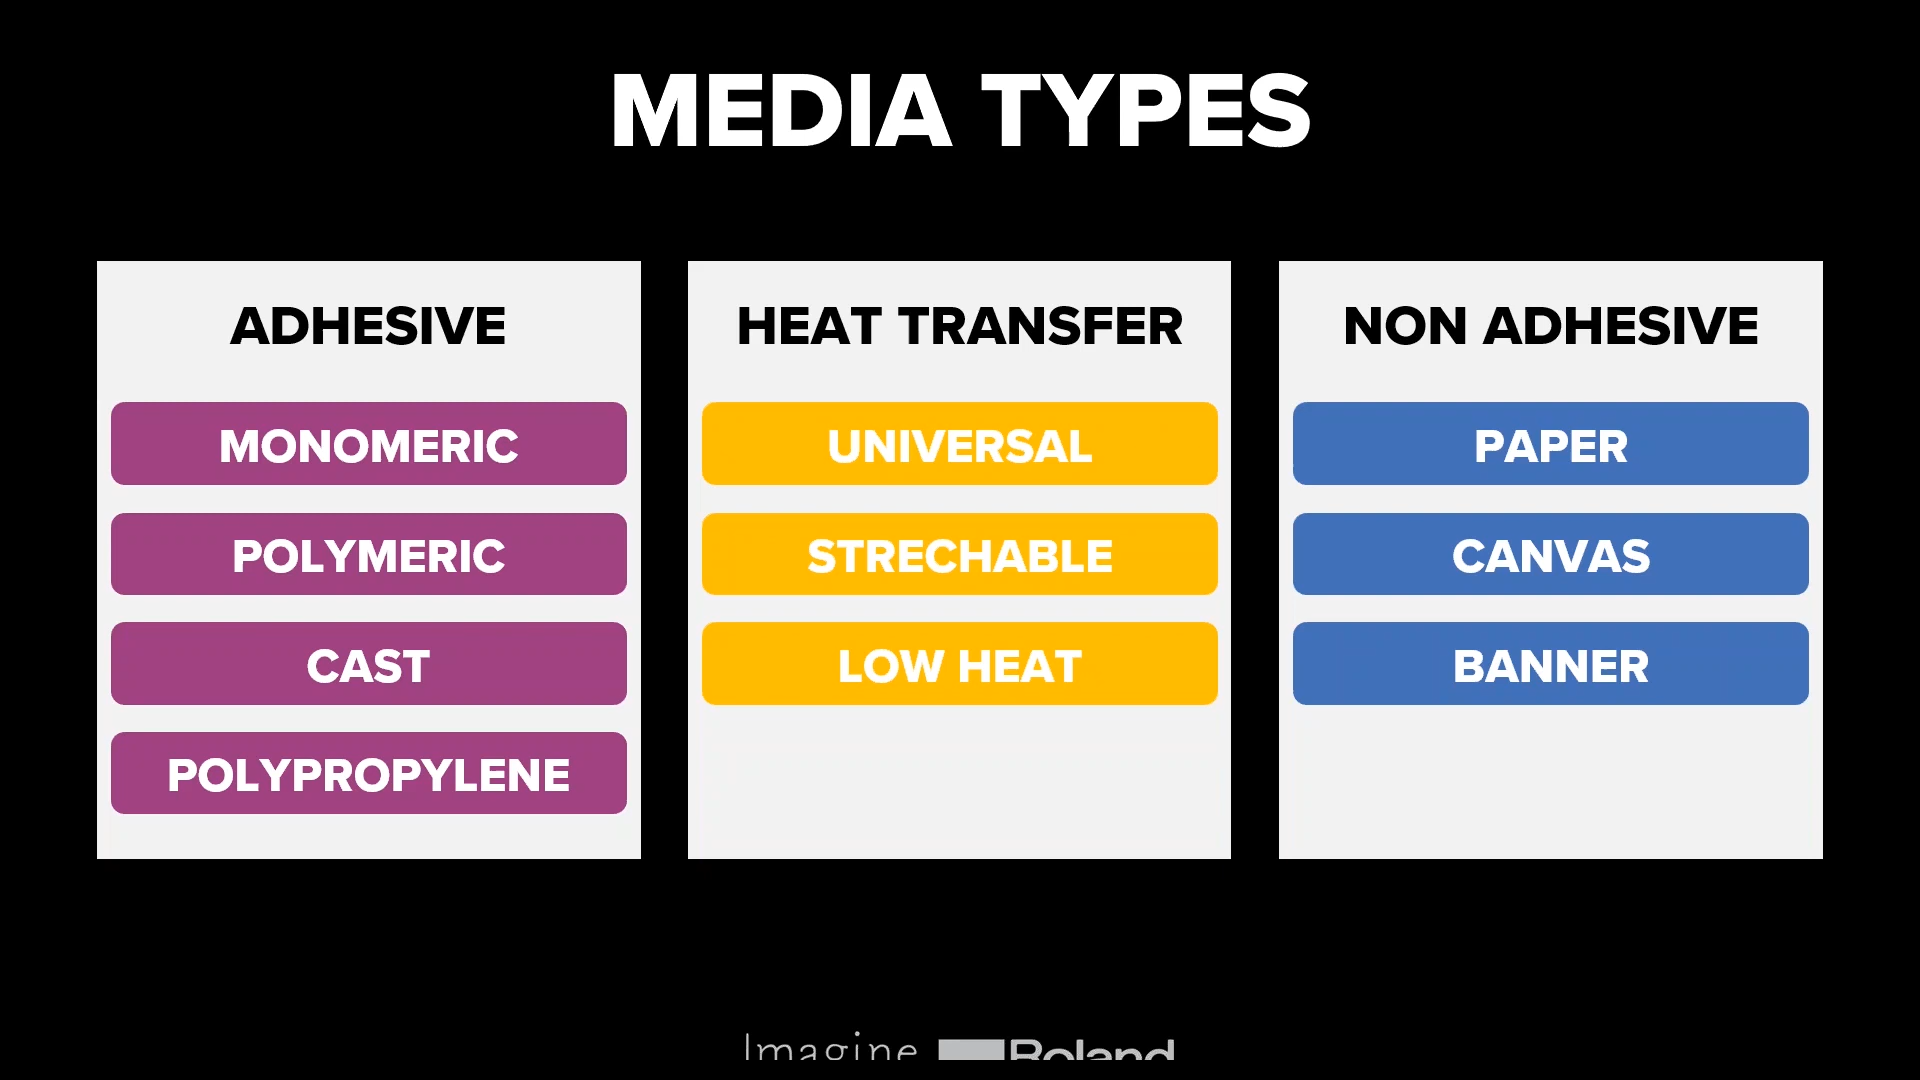 MEDIA TYPES
ADHESIVE
MONOMERIC
POLYMERIC
CAST
POLYPROPYLENE
HEAT TRANSFER
UNIVERSAL
STRECHABLE
LOW HEAT
NON ADHESIVE
PAPER
CANVAS
BANNER
Imagine Roland